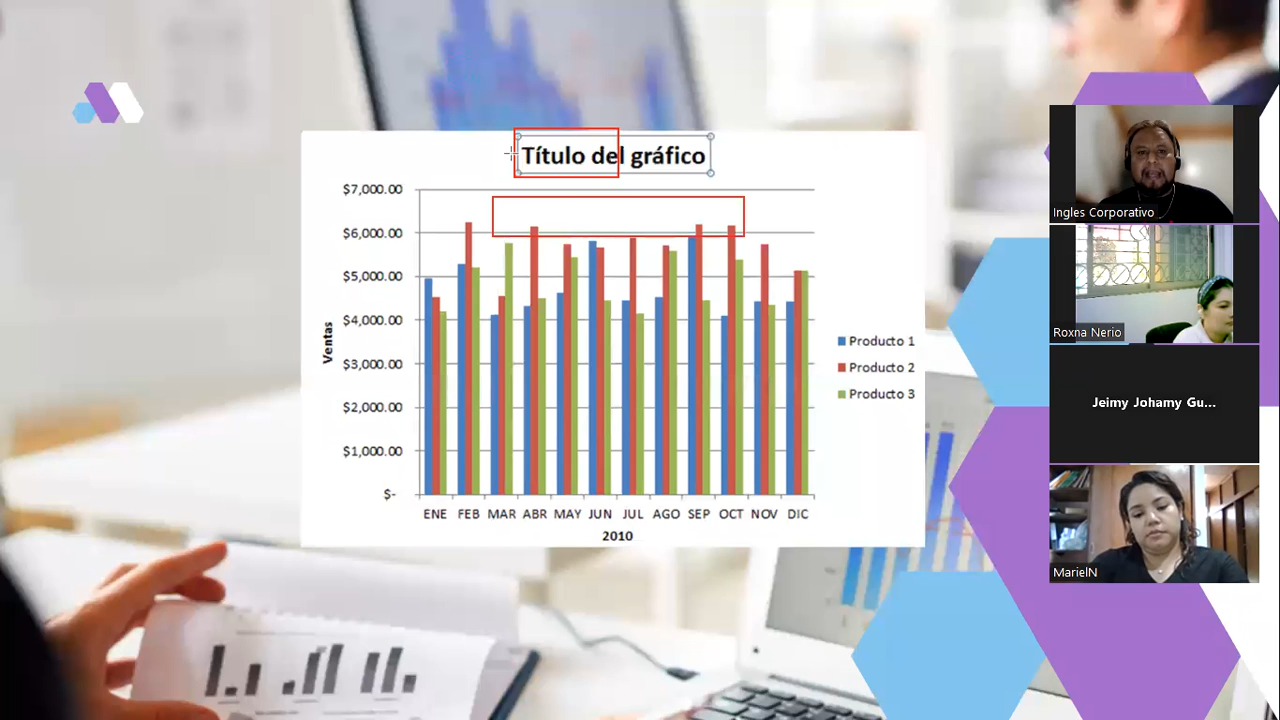 Título del gráfico
$7,000.00
$6,000.00
$5,000.00
$4,000.00
$3,000.00
$2,000.00
$1,000.00
$-
Ventas
ENE FEB MAR ABR MAY JUN JUL AGO SEP OCT NOV DIC
2010
Producto 1
Producto 2
Producto 3
Ingles Corporativo
Roxna Nerio
Jeimy Johamy Gu...
MarielN